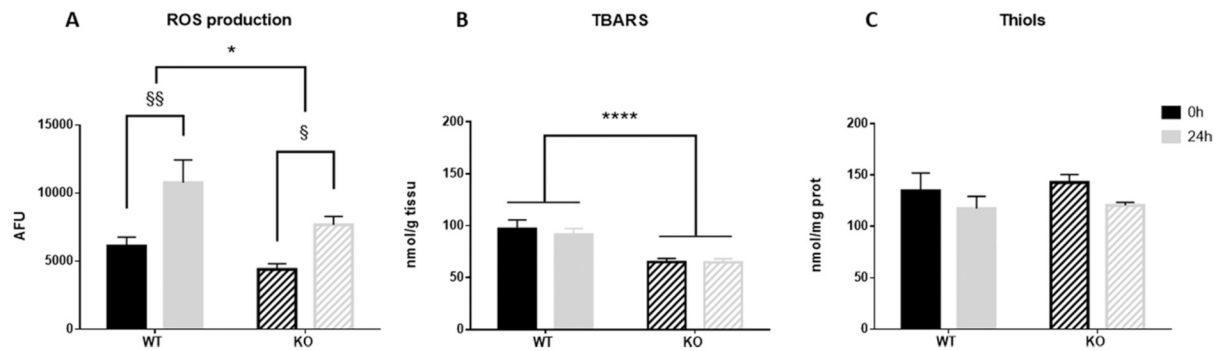 A ROS production
*
§§
§
15000
10000
5000
0
AFU
WT KO
B TBARS
****
200
150
100
50
0
nmol/g tissu
WT KO
C Thiols
200
150
100
50
0
nmol/mg prot
WT KO
0h
24h